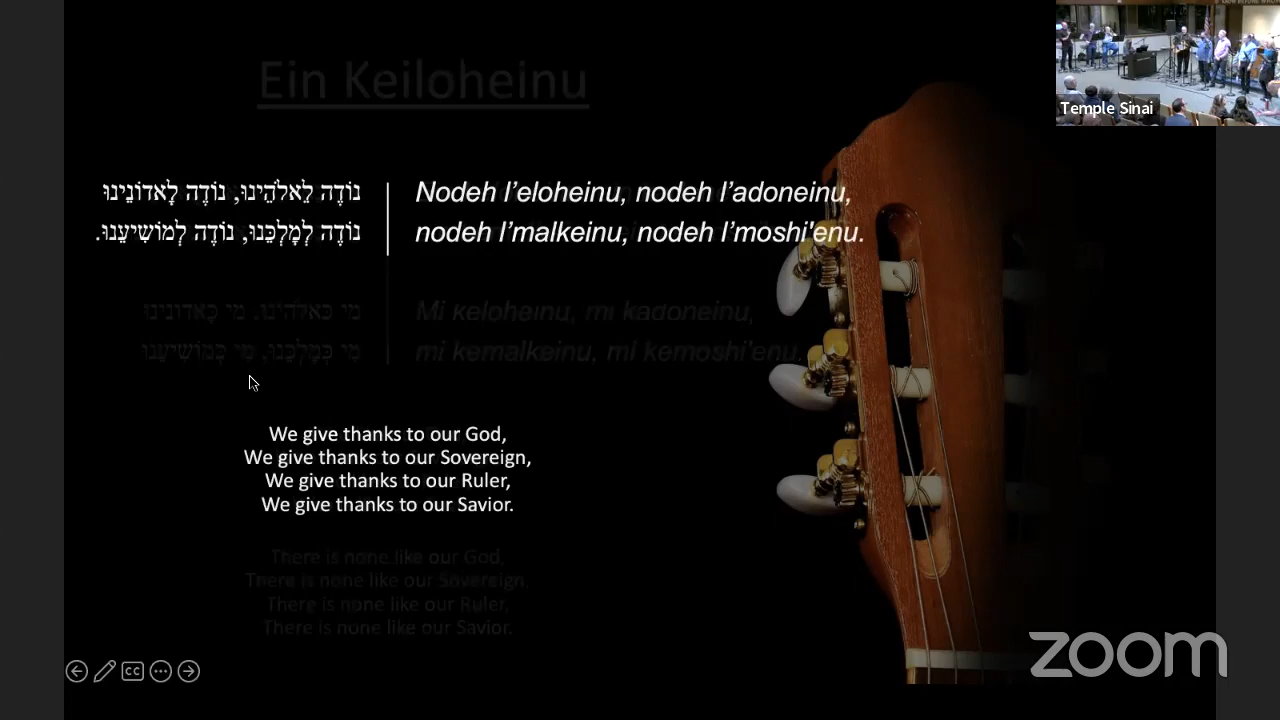 Ein Keiloheinu
נוֹדֶה לֵאלֹהֵינוּ, נוֹדֶה לַאדוֹנֵינוּ
נוֹדֶה לְמַלְכֵּנוּ, נוֹדֶה לְמוֹשִׁיעֵנוּ.
Nodeh l’eloheinu, nodeh l’adoneinu,
nodeh l’malkeinu, nodeh l’moshi’enu.
Mi keloheinu, mi kadoneinu,
mi kemalkeinu, mi kemoshi’enu.
We give thanks to our God,
We give thanks to our Sovereign,
We give thanks to our Ruler,
We give thanks to our Savior.
There is none like our God,
There is none like our Sovereign,
There is none like our Ruler,
There is none like our Savior.
Temple Sinai
CC
zoom